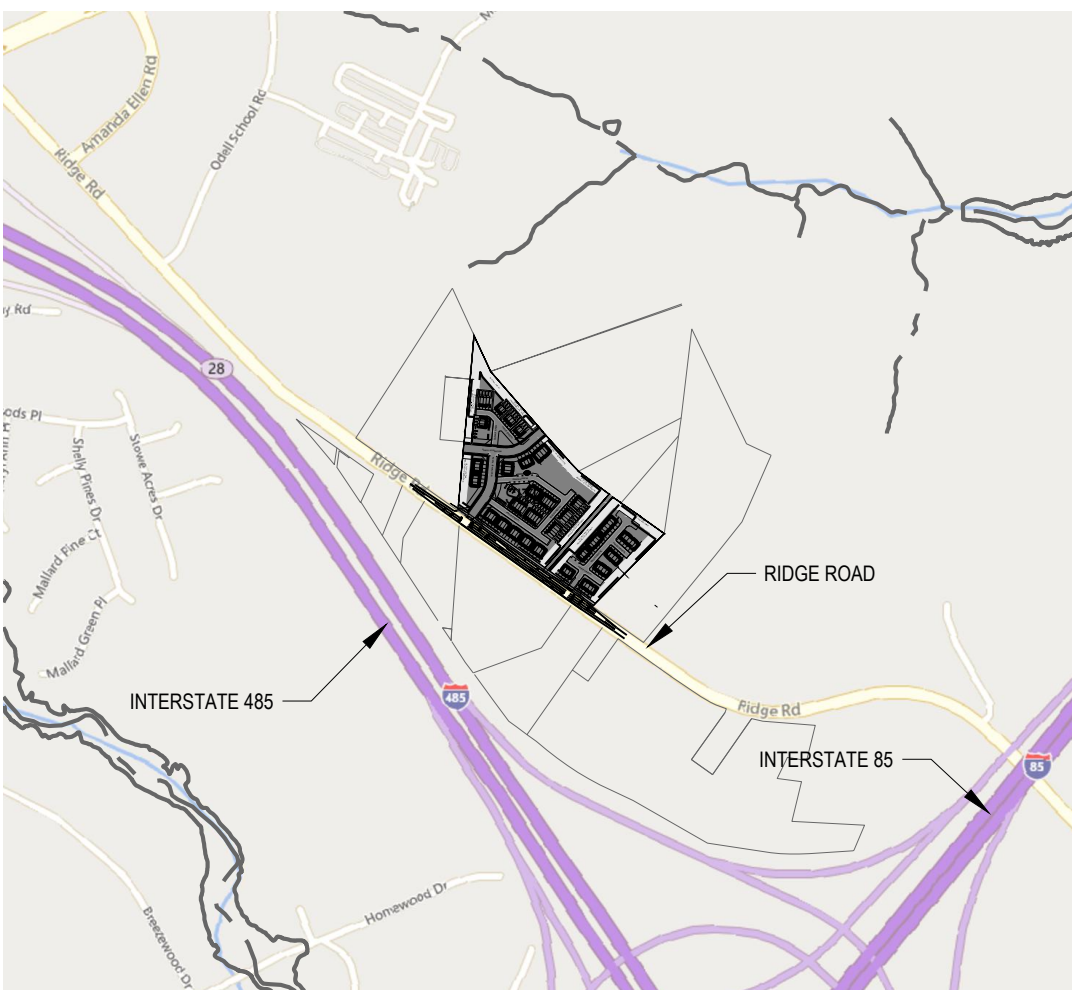 Amanda Ellen Rd
Odell School Rd
Ridge Rd
28
Rd
ods Pl
Shelly Pines Dr
Stowe Acres Dr
Ridge Rd
Mallard Pine Ct
RIDGE ROAD
Mallard Green Pl
INTERSTATE 485
485
Ridge Rd
INTERSTATE 85
85
Homewood Dr
Breezewood Dr